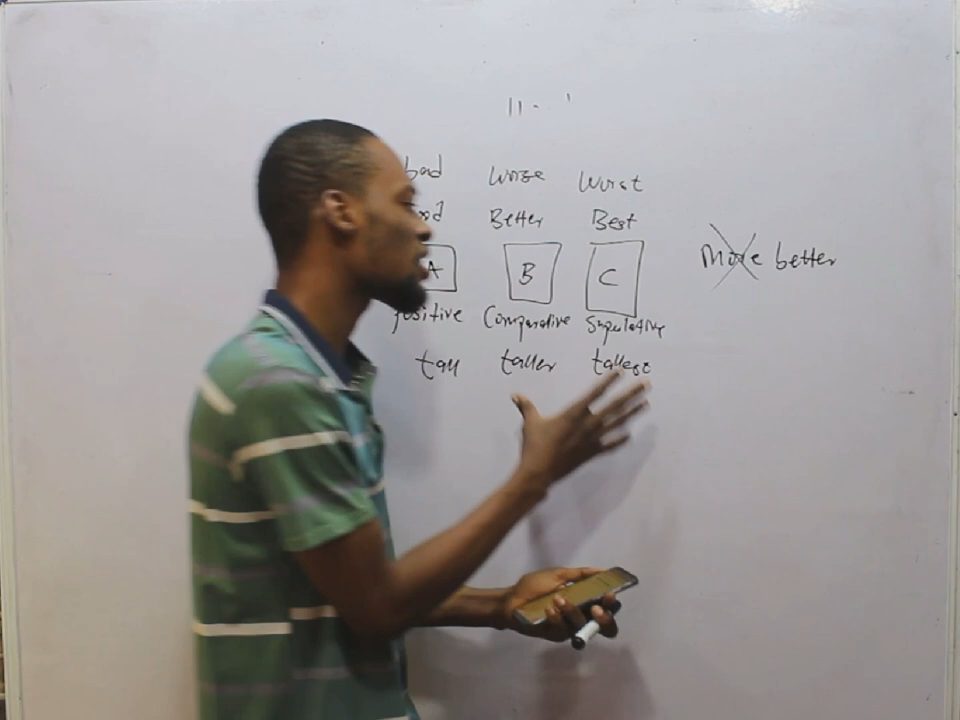 bad Worse Worst
Better Best
A B C
More better
positive Comparative Superlative
tall taller tallest